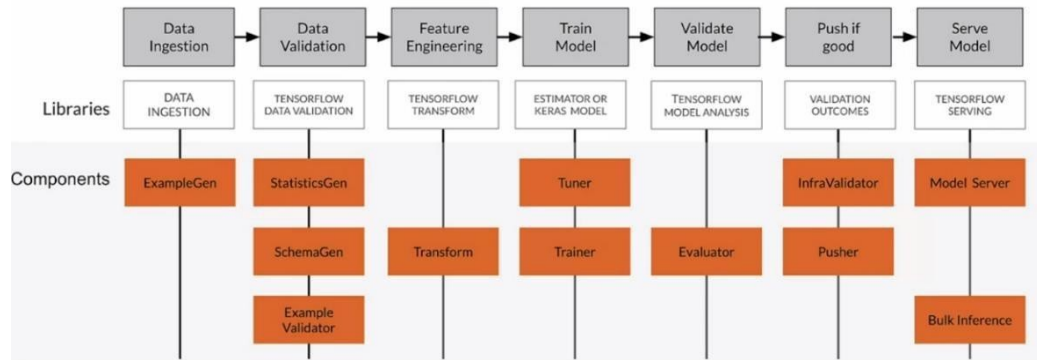 Data
Ingestion
Data
Validation
Feature
Engineering
Train
Model
Validate
Model
Push if
good
Serve
Model
Libraries
DATA
INGESTION
TENSORFLOW
DATA VALIDATION
TENSORFLOW
TRANSFORM
ESTIMATOR OR
KERAS MODEL
TENSORFLOW
MODEL ANALYSIS
VALIDATION
OUTCOMES
TENSORFLOW
SERVING
Components
ExampleGen
StatisticsGen
Tuner
InfraValidator
Model Server
SchemaGen
Transform
Trainer
Evaluator
Pusher
Example
Validator
Bulk Inference